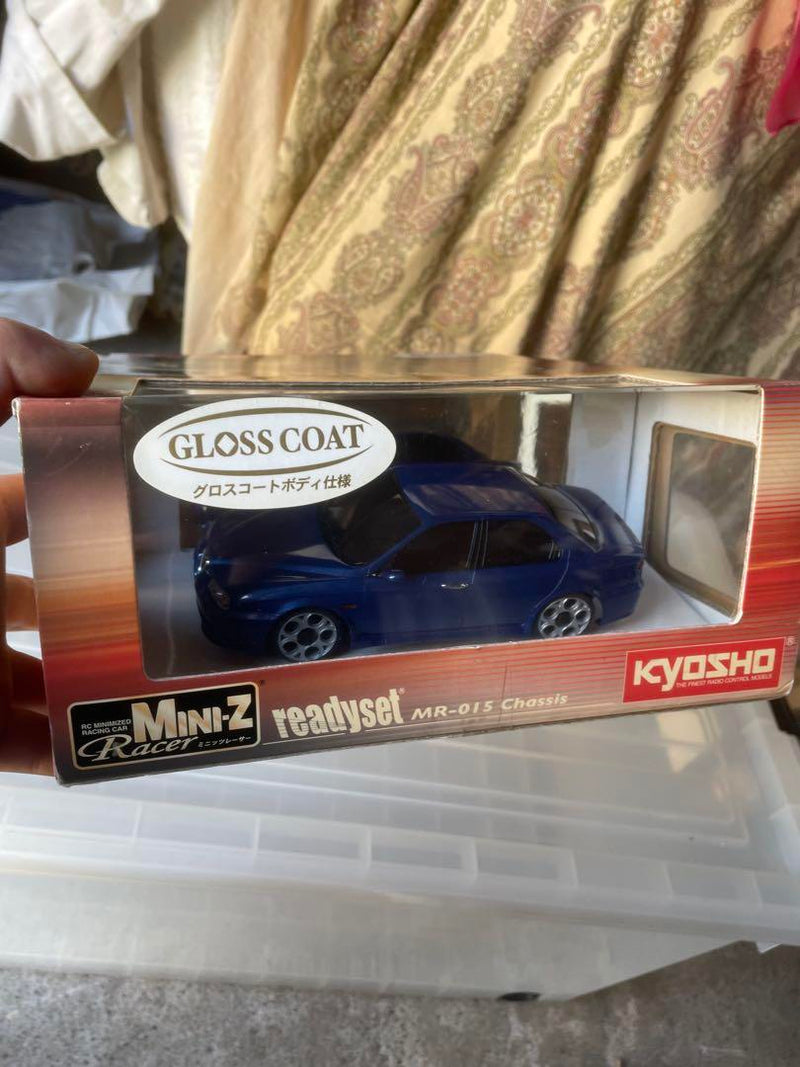 GLOSS COAT
グロスコートボディ仕様
RC MINIMIZED
RACING CAR
MINI-Z
Racer ミニッツレーサー
readyset® MR-015 Chassis
KYOSHO®
THE FINEST RADIO CONTROL MODELS